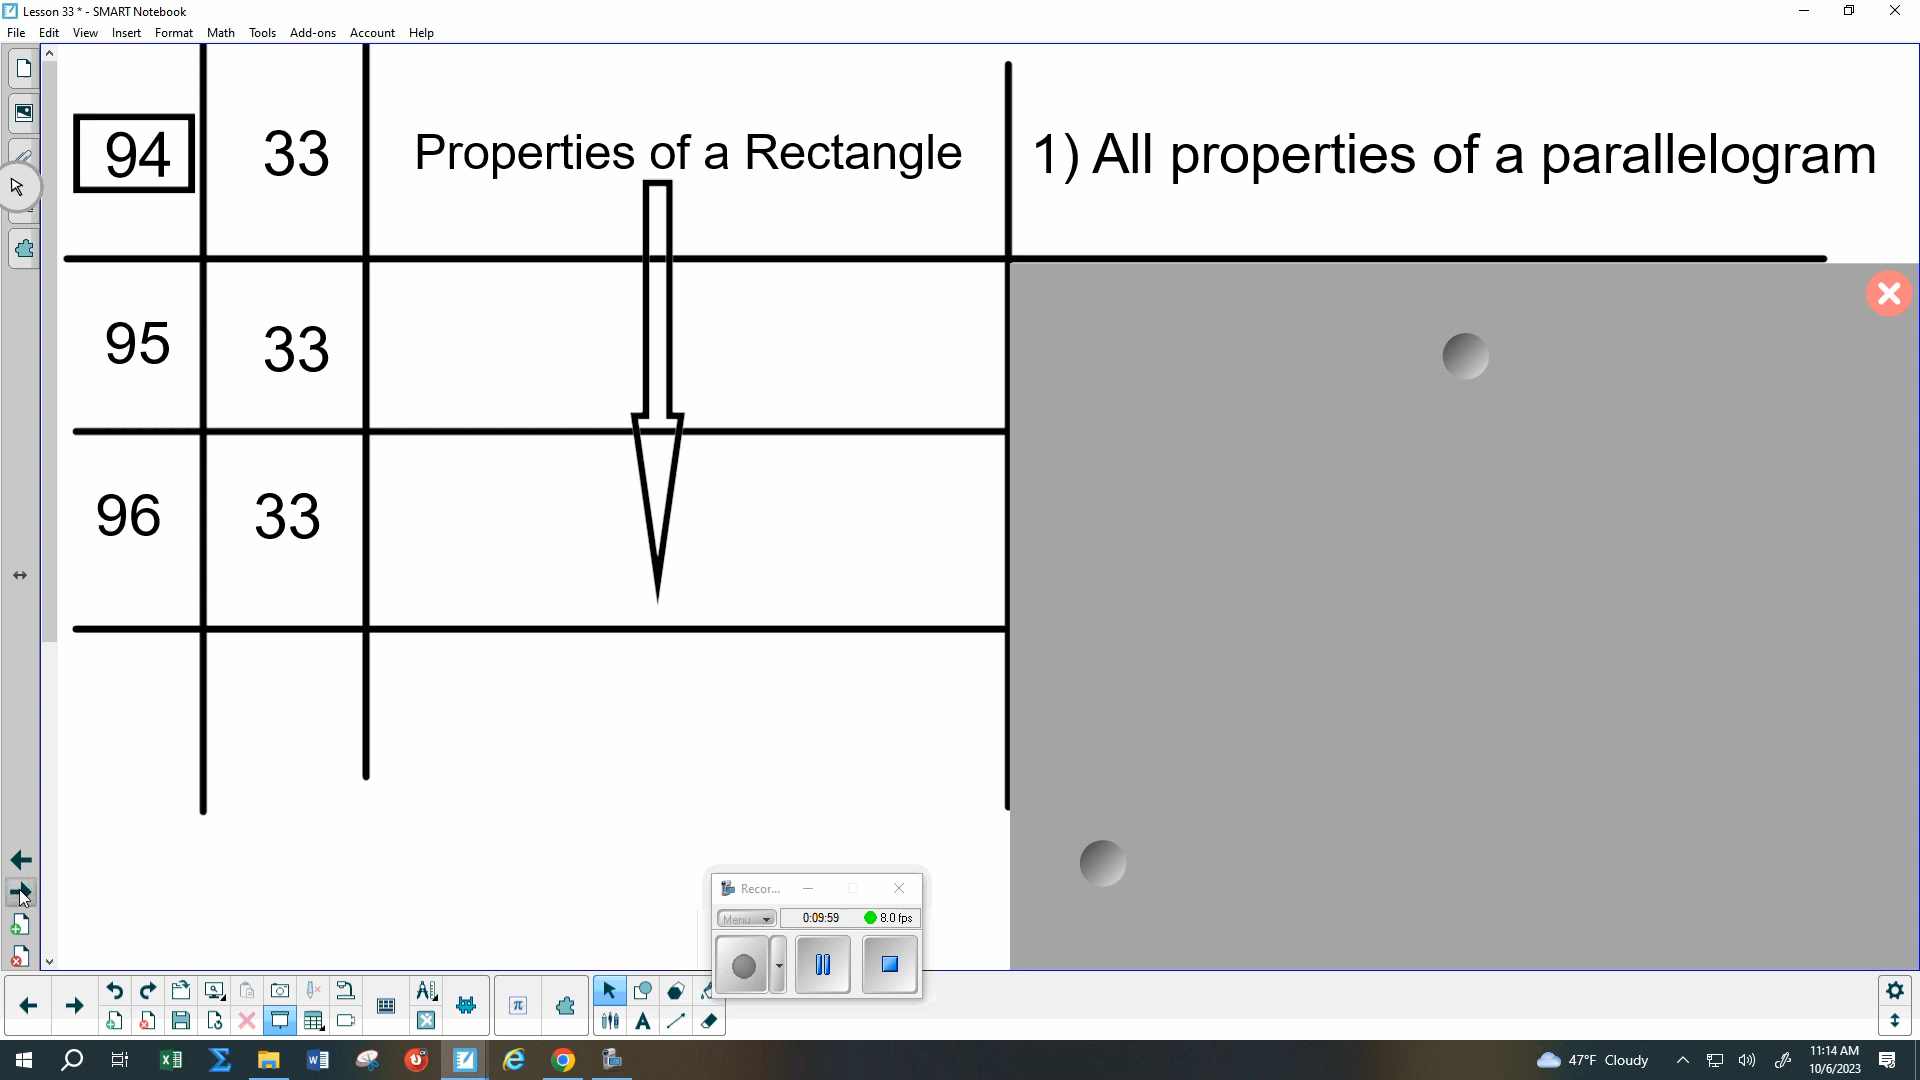 Lesson 33 * - SMART Notebook
File Edit View Insert Format Math Tools Add-ons Account Help
94 33 Properties of a Rectangle 1) All properties of a parallelogram
95 33
96 33
Recor...
Menu 0:09:59 8.0 fps
47°F Cloudy
11:14 AM
10/6/2023